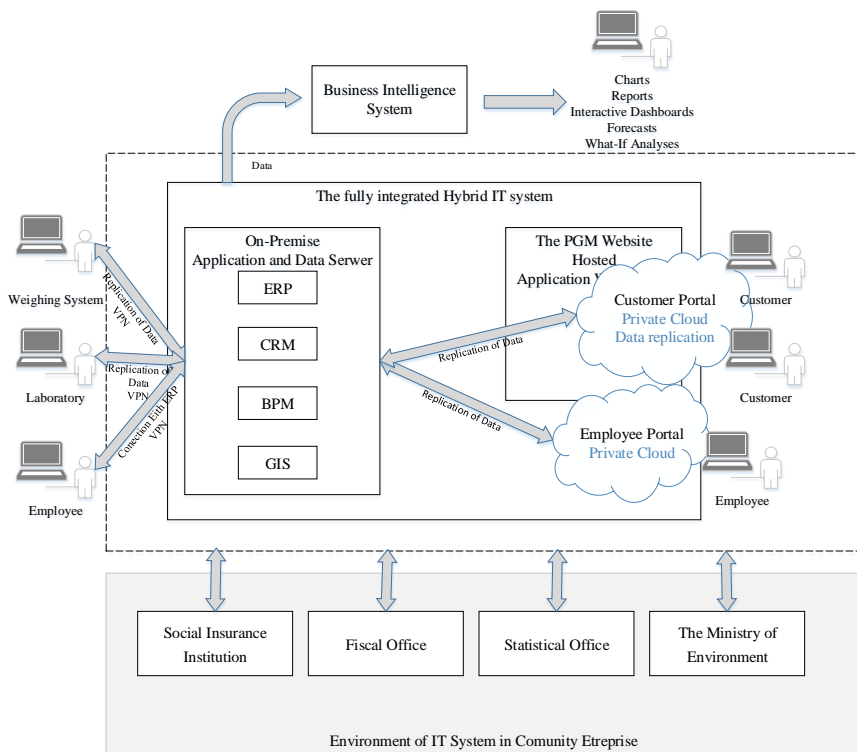 Charts
Reports
Interactive Dashboards
Forecasts
What-If Analyses
Business Intelligence
System
Data
The fully integrated Hybrid IT system
On-Premise
Application and Data Serwer
ERP
CRM
BPM
GIS
The PGM Website
Hosted
Application
Customer Portal
Private Cloud
Data replication
Employee Portal
Private Cloud
Replication of Data
Replication of Data
Weighing System
Replication of Data
VPN
Laboratory
Replication of
Data
VPN
Employee
Conection Eith ERP
VPN
Customer
Customer
Employee
Social Insurance
Institution
Fiscal Office
Statistical Office
The Ministry of
Environment
Environment of IT System in Comunity Etreprise